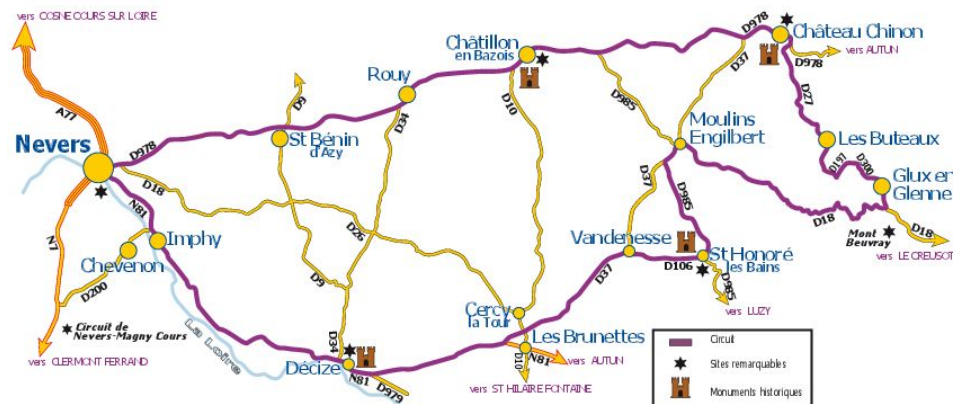 vers COSNE COURS SUR LOIRE
A77
Nevers
D978
D9
St Bénin
d'Azy
Rouy
D34
Châtillon
en Bazois
D10
D985
D978
D37
Château Chinon
vers AUTUN
D978
D27
Moulins
Engilbert
Les Buteaux
D197
D300
Glux en
Glenne
D18
D18
Mont
Beuvray
vers LE CREUSOT
D18
N81
Imphy
Chevenon
D200
N7
D26
D9
D37
D985
Vandenesse
D106
St Honoré
les Bains
D985
vers LUZY
D37
Cercy
la Tour
Les Brunettes
N81
D10
vers AUTUN
vers ST HILAIRE FONTAINE
Circuit de
Nevers-Magny Cours
La Loire
vers CLERMONT FERRAND
D34
Décize
N81
D979
Circuit
Sites remarquables
Monuments historiques